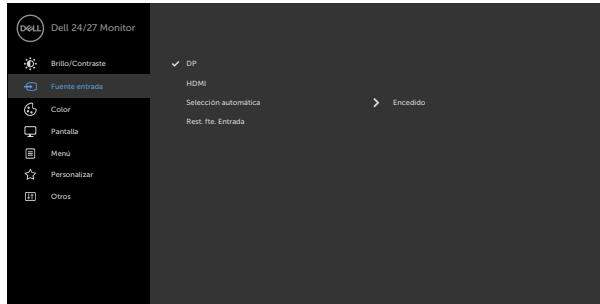 DELL Dell 24/27 Monitor
Brillo/Contraste
Fuente entrada
Color
Pantalla
Menú
Personalizar
Otros
DP
HDMI
Selección automática Encedido
Rest. fte. Entrada